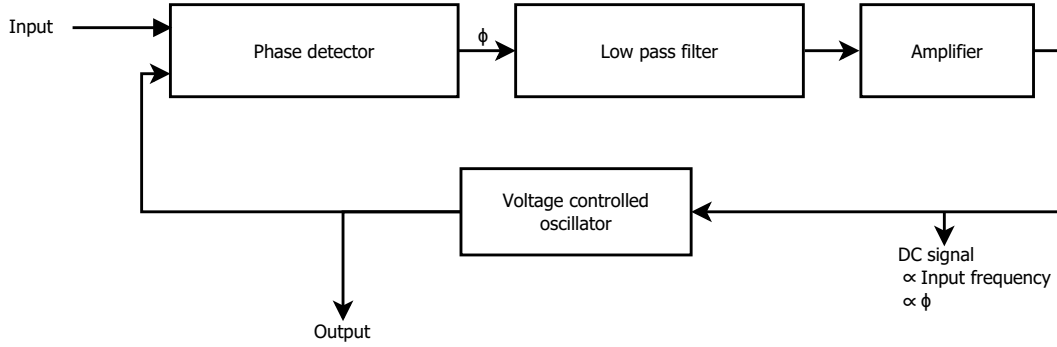 Input
Phase detector
ϕ
Low pass filter
Amplifier
Voltage controlled
oscillator
DC signal
∝ Input frequency
∝ ϕ
Output